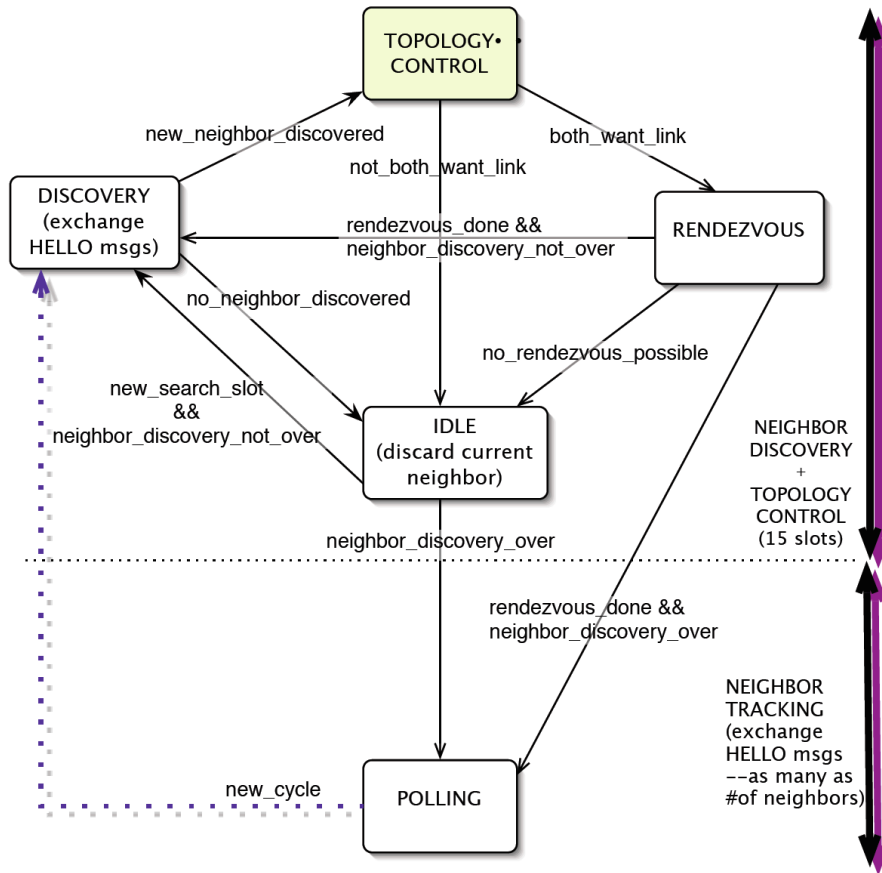 TOPOLOGY
CONTROL
new_neighbor_discovered
both_want_link
not_both_want_link
DISCOVERY
(exchange
HELLO msgs)
rendezvous_done &&
neighbor_discovery_not_over
RENDEZVOUS
no_neighbor_discovered
no_rendezvous_possible
new_search_slot
&&
neighbor_discovery_not_over
IDLE
(discard current
neighbor)
NEIGHBOR
DISCOVERY
+
TOPOLOGY
CONTROL
(15 slots)
neighbor_discovery_over
rendezvous_done &&
neighbor_discovery_over
NEIGHBOR
TRACKING
(exchange
HELLO msgs
--as many as
#of neighbors)
new_cycle
POLLING